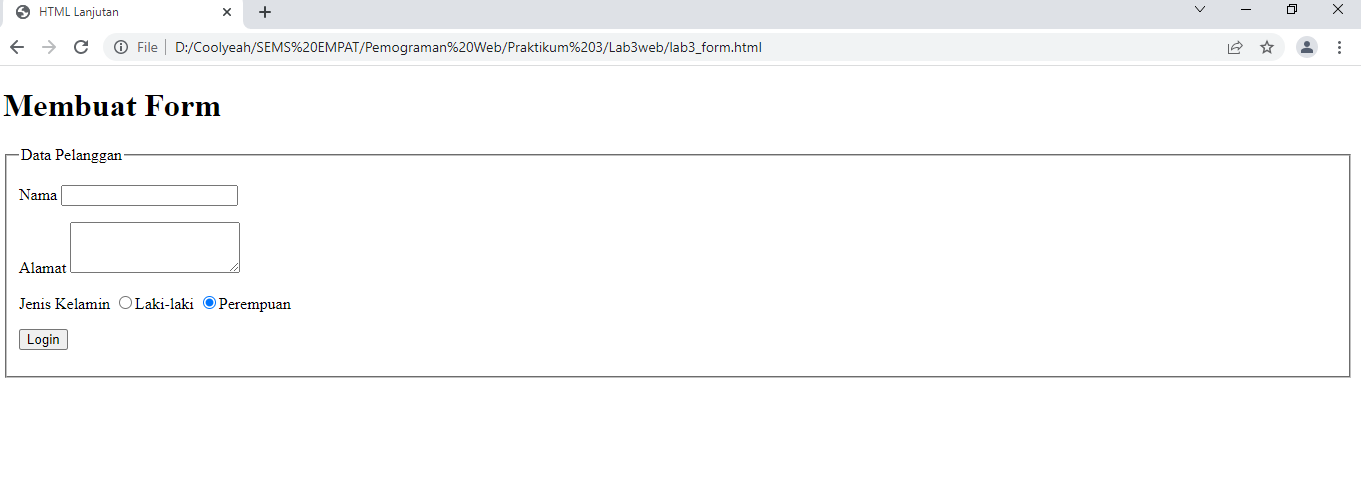 HTML Lanjutan
File D:/Coolyeah/SEMS%20EMPAT/Pemograman%20Web/Praktikum%203/Lab3web/lab3_form.html
Membuat Form
Data Pelanggan
Nama
Alamat
Jenis Kelamin Laki-laki Perempuan
Login